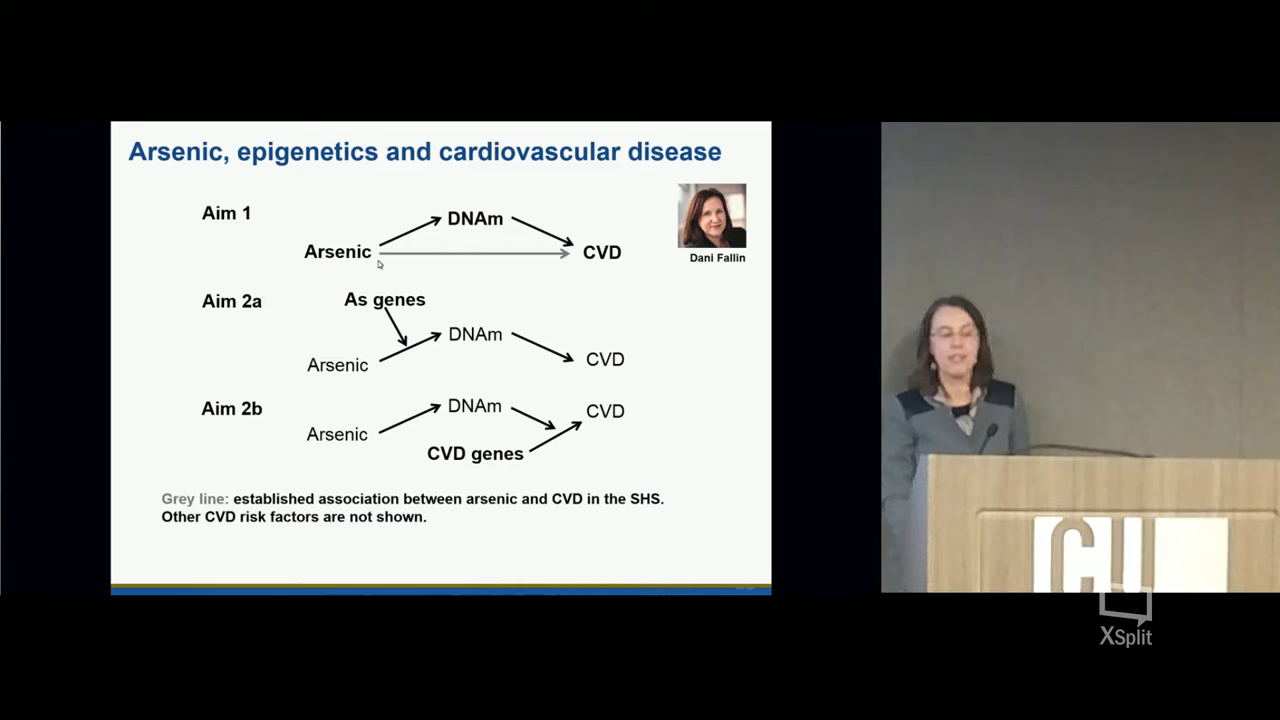 Arsenic, epigenetics and cardiovascular disease
Aim 1
DNAm
Arsenic
CVD
Dani Fallin
Aim 2a
As genes
DNAm
Arsenic
CVD
Aim 2b
DNAm
CVD
Arsenic
CVD genes
Grey line: established association between arsenic and CVD in the SHS.
Other CVD risk factors are not shown.
CU
XSplit